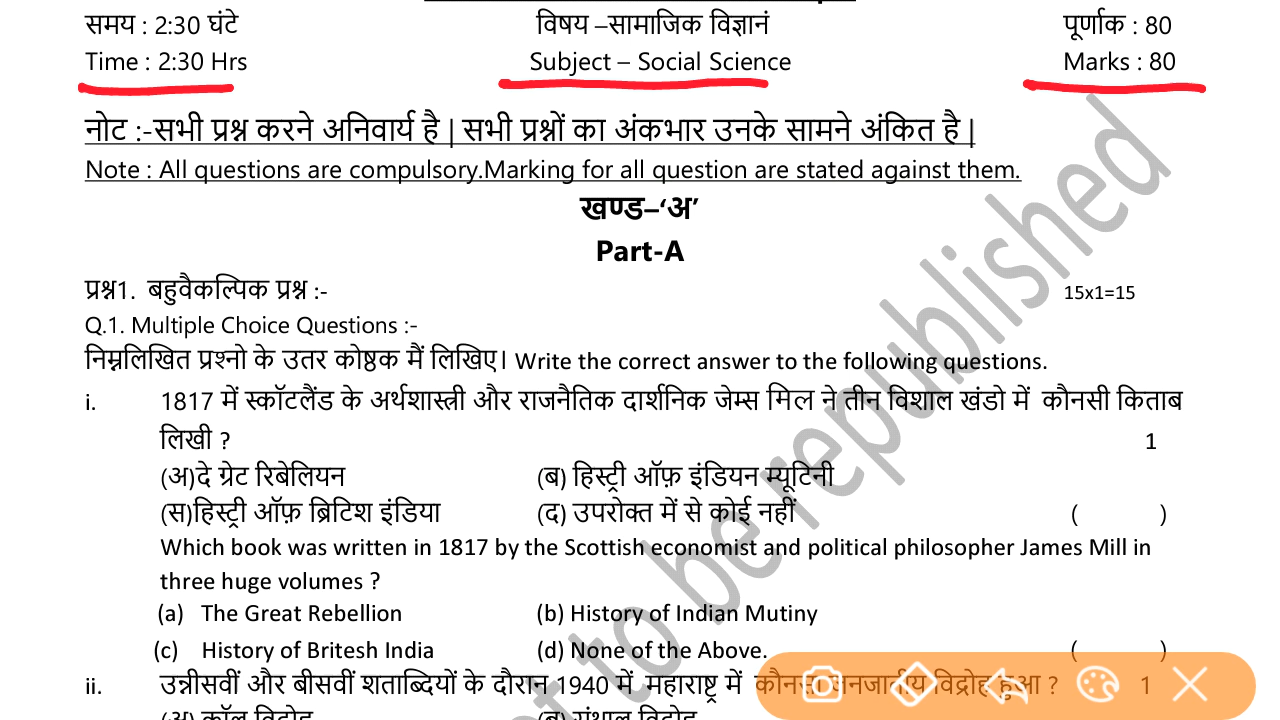 समय : 2:30 घंटे विषय –सामाजिक विज्ञानं पूर्णाक : 80
Time : 2:30 Hrs Subject – Social Science Marks : 80
नोट :-सभी प्रश्न करने अनिवार्य है | सभी प्रश्नों का अंकभार उनके सामने अंकित है |
Note : All questions are compulsory.Marking for all question are stated against them.
खण्ड–‘अ’
Part-A
प्रश्न1. बहुवैकल्पिक प्रश्न :- 15x1=15
Q.1. Multiple Choice Questions :-
निम्नलिखित प्रश्नो के उतर कोष्ठक मैं लिखिए। Write the correct answer to the following questions.
i. 1817 में स्कॉटलैंड के अर्थशास्त्री और राजनैतिक दार्शनिक जेम्स मिल ने तीन विशाल खंडो में कौनसी किताब
लिखी ? 1
(अ)दे ग्रेट रिबेलियन (ब) हिस्ट्री ऑफ़ इंडियन म्यूटिनी
(स)हिस्ट्री ऑफ़ ब्रिटिश इंडिया (द) उपरोक्त में से कोई नहीं ( )
Which book was written in 1817 by the Scottish economist and political philosopher James Mill in
three huge volumes ?
(a) The Great Rebellion (b) History of Indian Mutiny
(c) History of Britesh India (d) None of the Above. ( )
ii. उन्नीसवीं और बीसवीं शताब्दियों के दौरान 1940 में महाराष्ट्र में कौनसा जनजातीय विद्रोह हुआ ? 1
to be republished